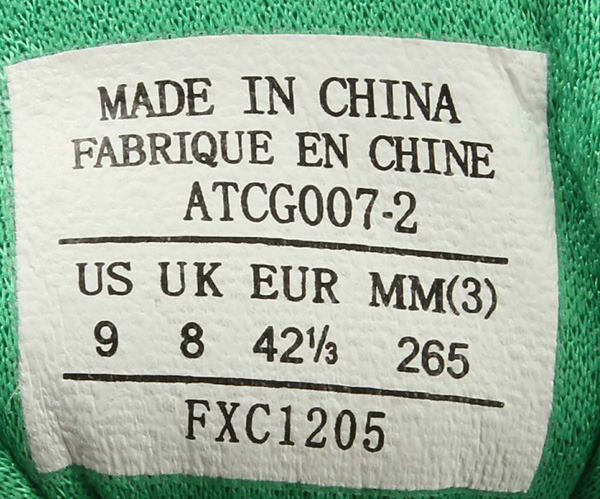 MADE IN CHINA
FABRIQUE EN CHINE
ATCG007-2
US UK EUR MM(3)
9 8 42⅓ 265
FXC1205